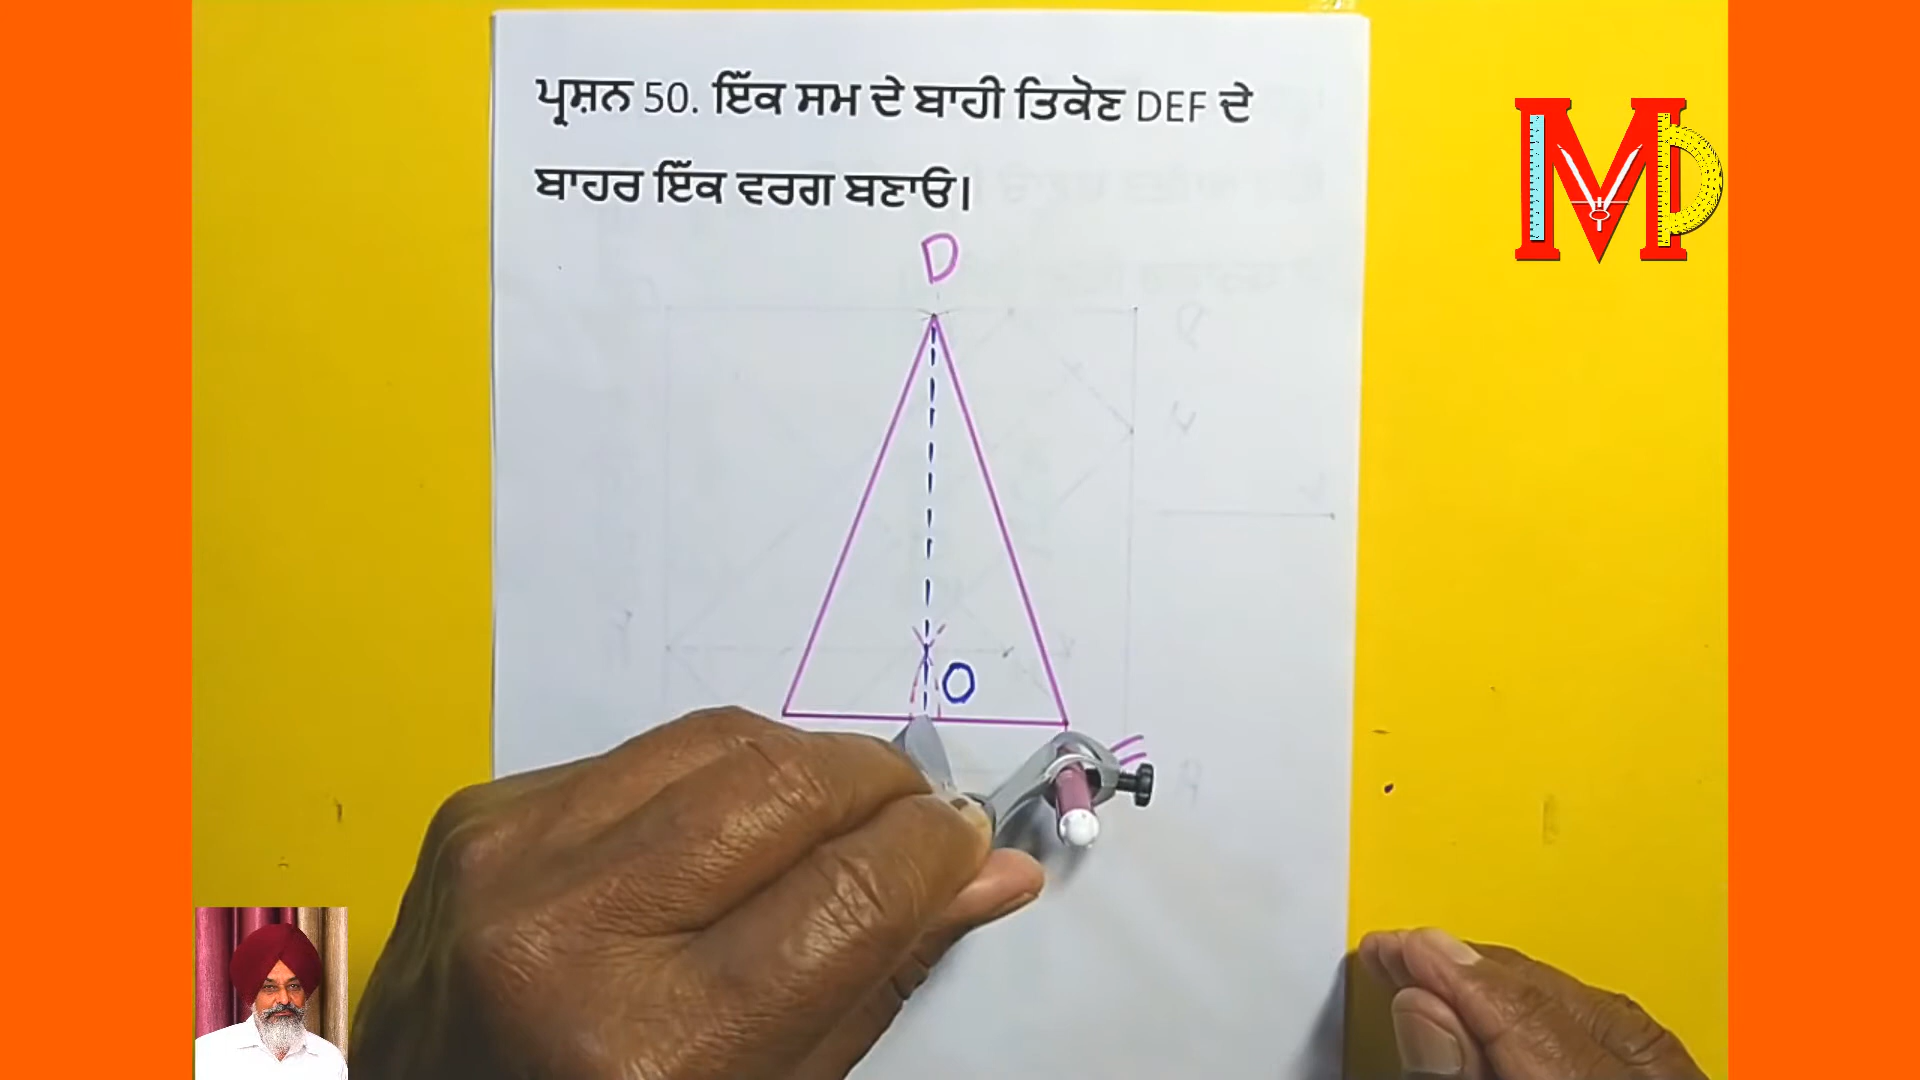 ਪ੍ਰਸ਼ਨ 50. ਇੱਕ ਸਮ ਦੇ ਬਾਹੀ ਤਿਕੋਣ DEF ਦੇ
ਬਾਹਰ ਇੱਕ ਵਰਗ ਬਣਾਓ।
D
O